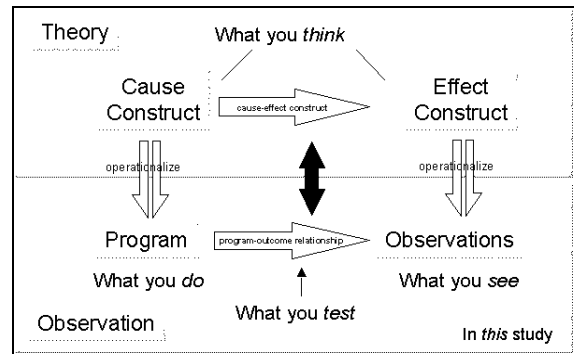 Theory
What you think
Cause
Construct
cause-effect construct
Effect
Construct
operationalize
operationalize
Program
program-outcome relationship
Observations
What you do
What you see
What you test
Observation
In this study